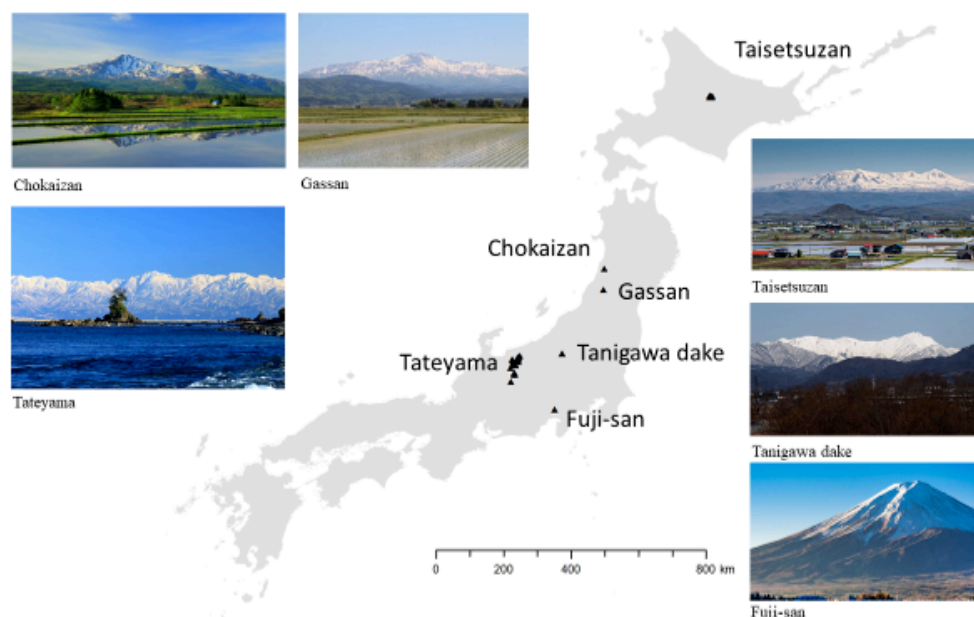 Taisetsuzan
Chokaizan
Gassan
Taisetsuzan
Chokaizan
Gassan
Tateyama
Tanigawa dake
Tateyama
Fuji-san
Tanigawa dake
0 200 400 800 km
Fuji-san